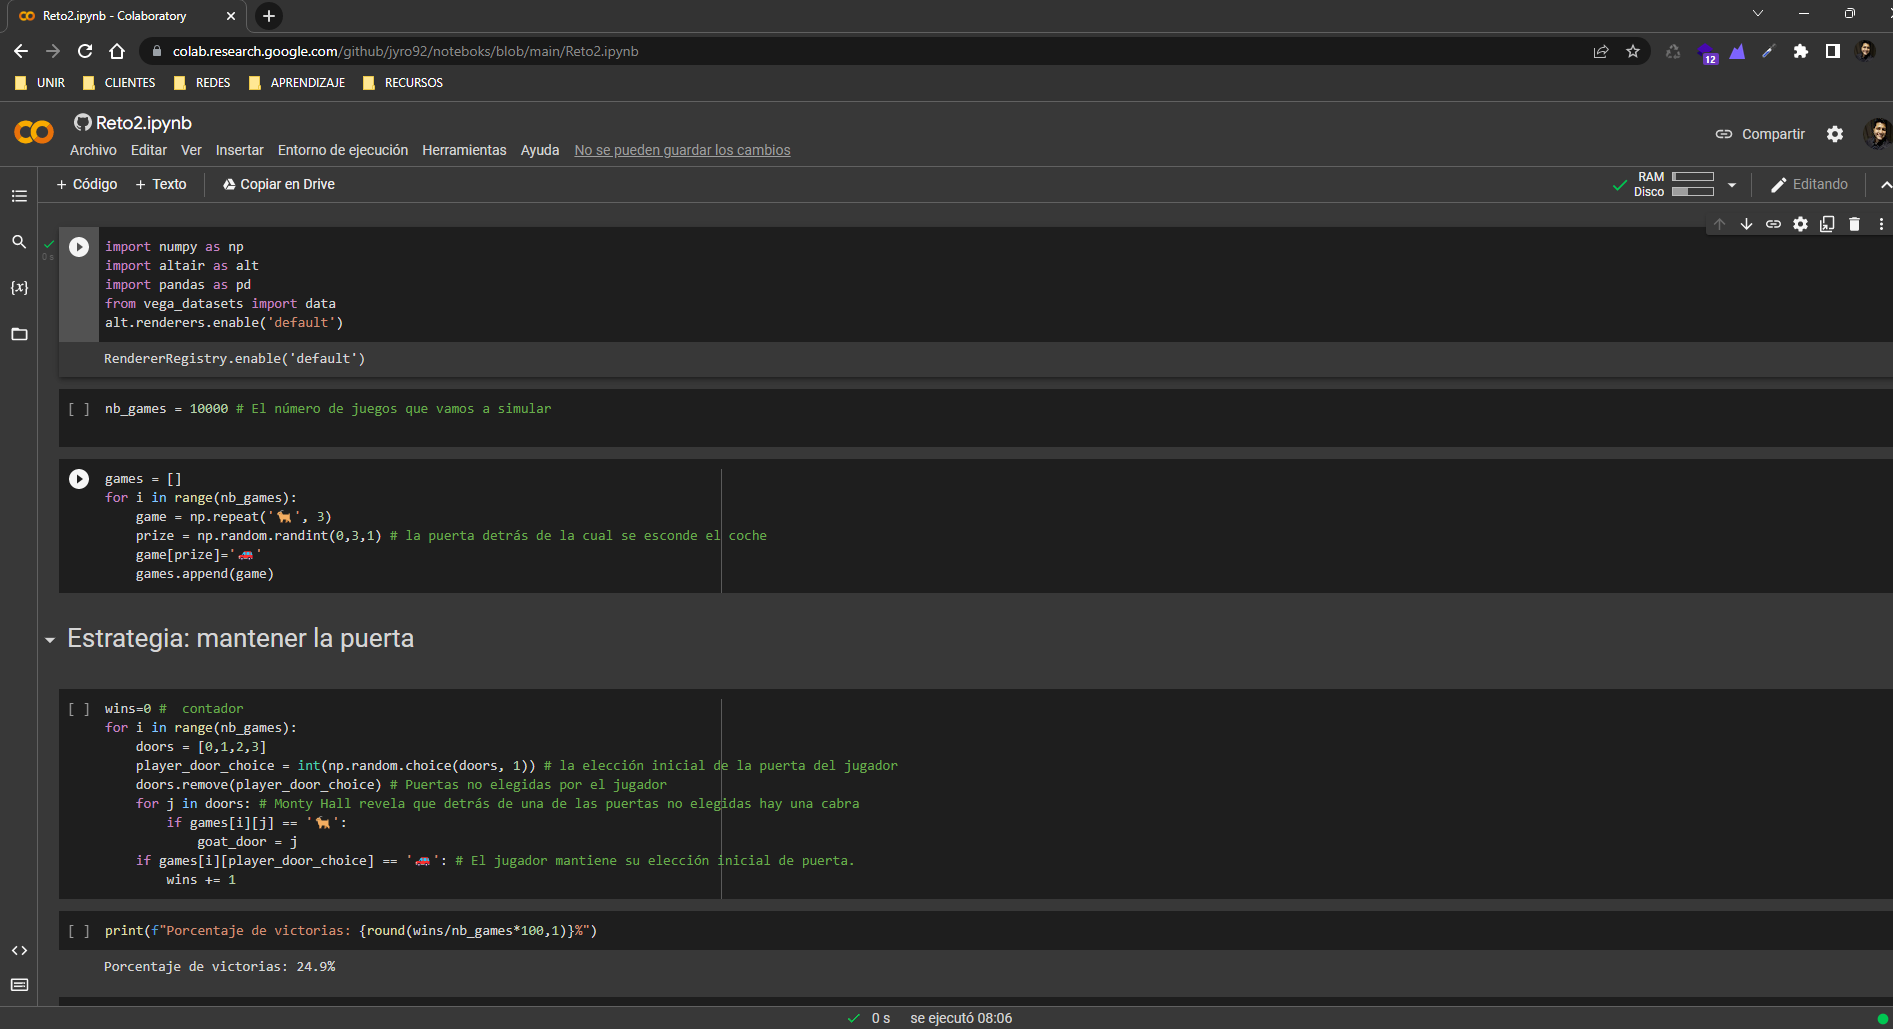 Reto2.ipynb - Colaboratory
colab.research.google.com/github/jyro92/noteboks/blob/main/Reto2.ipynb
12
UNIR CLIENTES REDES APRENDIZAJE RECURSOS
Reto2.ipynb
Archivo Editar Ver Insertar Entorno de ejecución Herramientas Ayuda No se pueden guardar los cambios
Compartir
+ Código + Texto Copiar en Drive
RAM
Disco
Editando
0 s
import numpy as np
import altair as alt
import pandas as pd
from vega_datasets import data
alt.renderers.enable('default')
RendererRegistry.enable('default')
[ ] nb_games = 10000 # El número de juegos que vamos a simular
games = []
for i in range(nb_games):
    game = np.repeat('🐐', 3)
    prize = np.random.randint(0,3,1) # la puerta detrás de la cual se esconde el coche
    game[prize]='🚗'
    games.append(game)
Estrategia: mantener la puerta
[ ] wins=0 #  contador
for i in range(nb_games):
    doors = [0,1,2,3]
    player_door_choice = int(np.random.choice(doors, 1)) # la elección inicial de la puerta del jugador
    doors.remove(player_door_choice) # Puertas no elegidas por el jugador
    for j in doors: # Monty Hall revela que detrás de una de las puertas no elegidas hay una cabra
        if games[i][j] == '🐐':
            goat_door = j
    if games[i][player_door_choice] == '🚗': # El jugador mantiene su elección inicial de puerta.
        wins += 1
[ ] print(f"Porcentaje de victorias: {round(wins/nb_games*100,1)}%")
Porcentaje de victorias: 24.9%
0 s se ejecutó 08:06